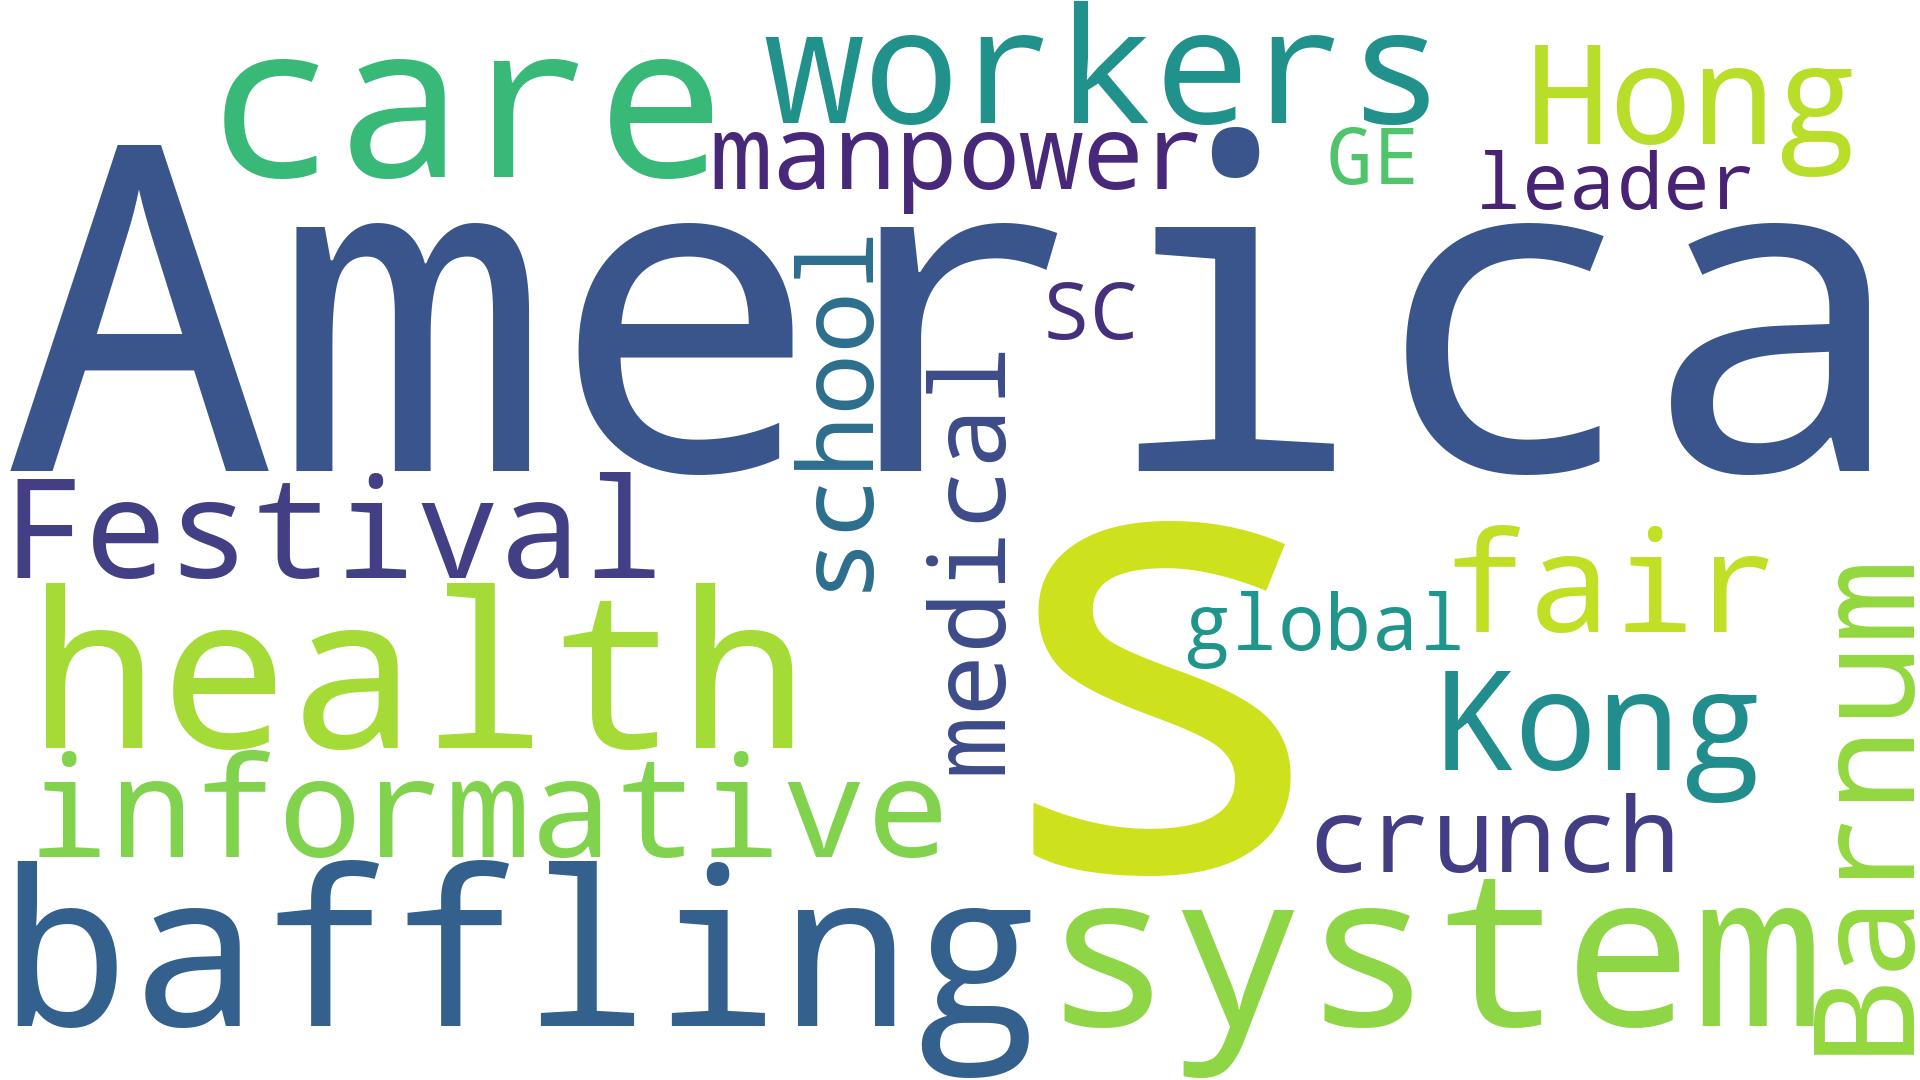 care
workers
Hong
manpower
GE
leader
America
school
SC
medical
Festival
S
fair
health
global
Barnum
Kong
informative
crunch
baffling
system